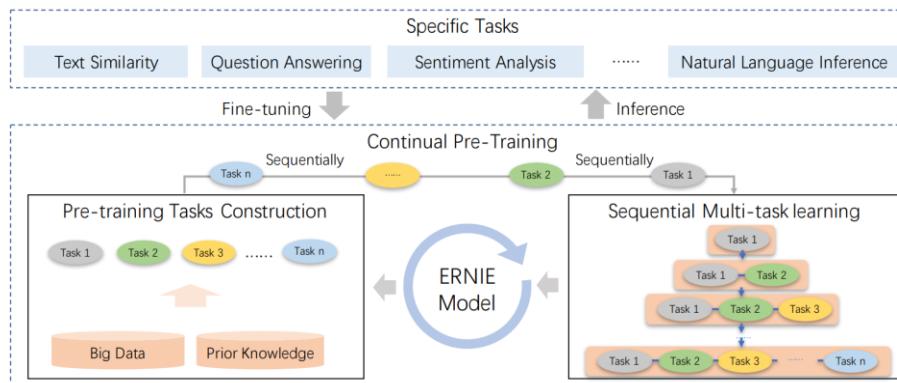 Specific Tasks
Text Similarity Question Answering Sentiment Analysis ...... Natural Language Inference
Fine-tuning Inference
Continual Pre-Training
Sequentially Sequentially
Task n ...... Task 2 Task 1
Pre-training Tasks Construction
Task 1 Task 2 Task 3 ...... Task n
Big Data Prior Knowledge
ERNIE
Model
Sequential Multi-task learning
Task 1
Task 1 Task 2
Task 1 Task 2 Task 3
......
Task 1 Task 2 Task 3 ...... Task n